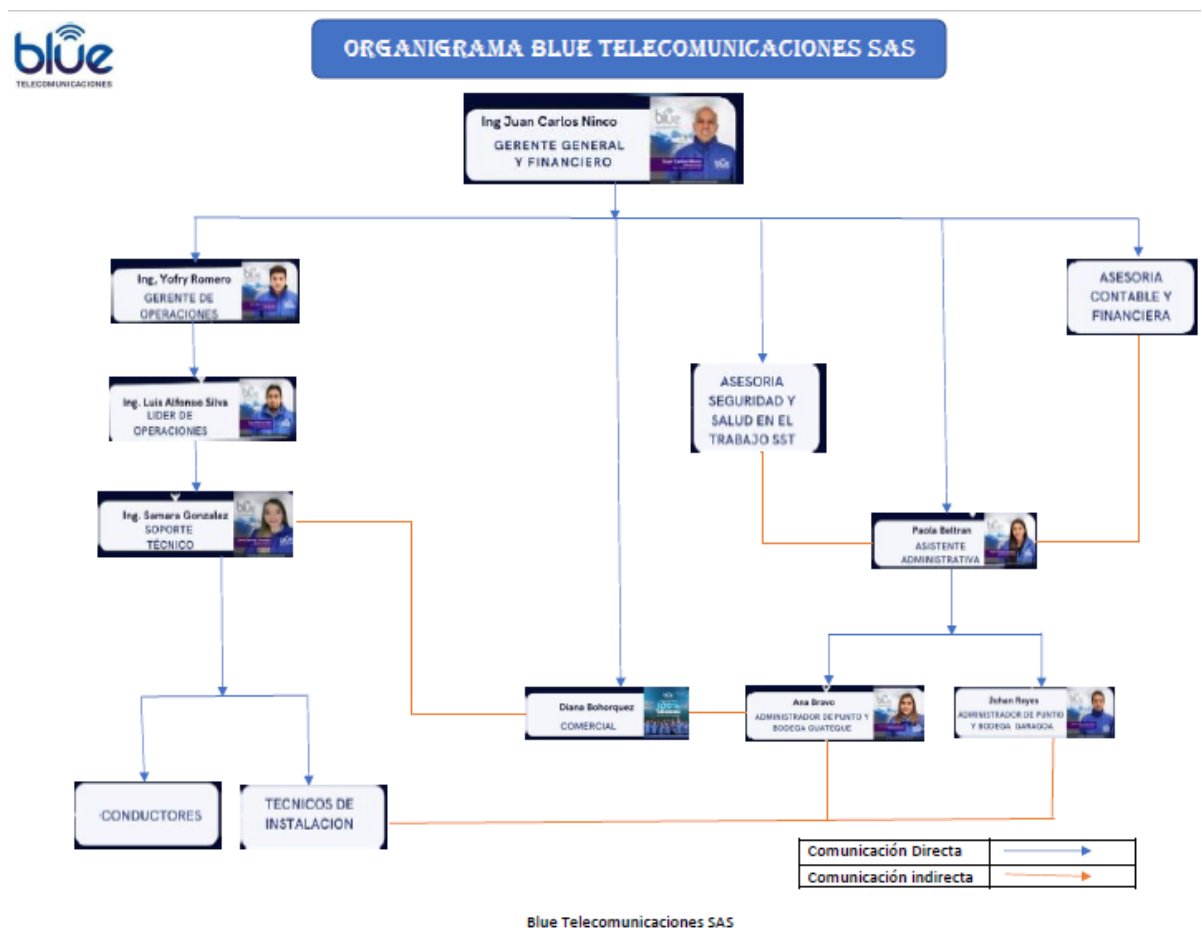 blue
TELECOMUNICACIONES
ORGANIGRAMA BLUE TELECOMUNICACIONES SAS
Ing Juan Carlos Ninco
GERENTE GENERAL
Y FINANCIERO
blue
Ing, Yofry Romero
GERENTE DE
OPERACIONES
ASESORIA
CONTABLE Y
FINANCIERA
Ing. Luis Alfonso Silva
LIDER DE
OPERACIONES
ASESORIA
SEGURIDAD Y
SALUD EN EL
TRABAJO SST
Ing. Samara Gonzalez
SOPORTE
TÉCNICO
Paola Beltran
ASISTENTE
ADMINISTRATIVA
Diana Bohorquez
COMERCIAL
Ana Bravo
ADMINISTRADOR DE PUNTO Y
BODEGA GUATEQUE
Johan Reyes
ADMINISTRADOR DE PUNTO
Y BODEGA GARAGOA
CONDUCTORES
TECNICOS DE
INSTALACION
Comunicación Directa
Comunicación indirecta
Blue Telecomunicaciones SAS